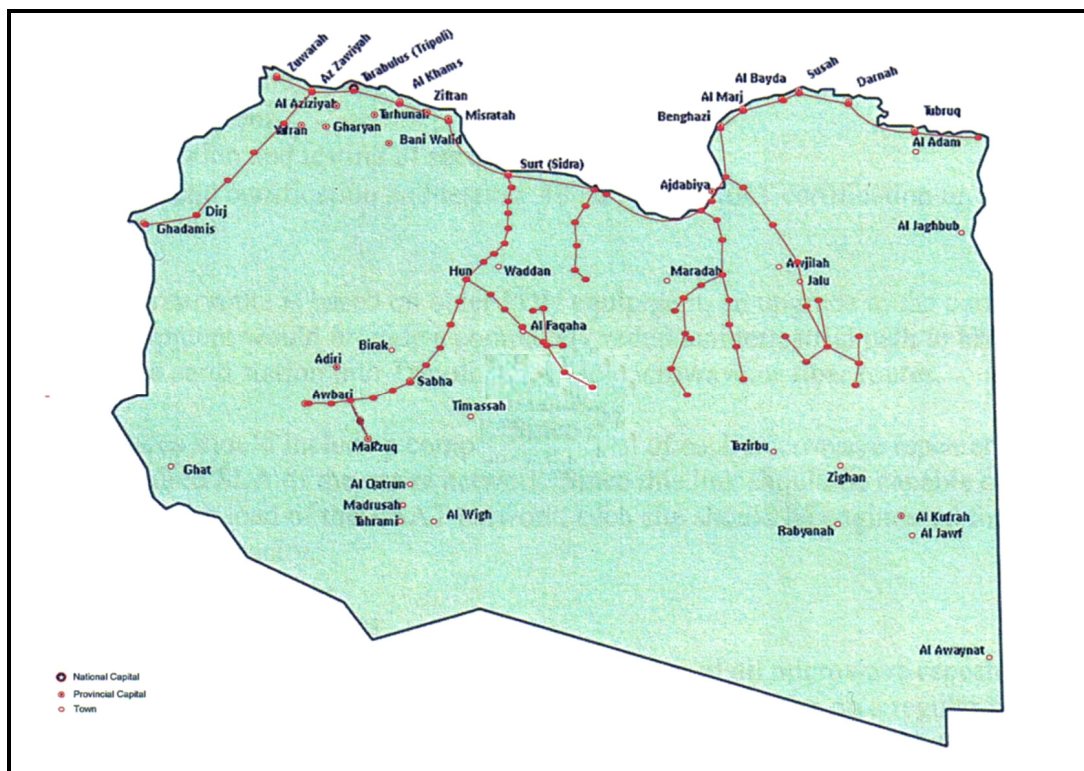 Zuwarah
Az Zawiyah
Tarabulus (Tripoli)
Al Khams
Ziftan
Misratah
Al Aziziyah
Tarhunah
Yafran
Gharyan
Bani Walid
Surt (Sidra)
Dirj
Ghadamis
Al Bayda
Susah
Darnah
Al Marj
Tubruq
Benghazi
Al Adam
Ajdabiya
Al Jaghbub
Hun
Waddan
Maradah
Awjilah
Jalu
Al Faqaha
Birak
Adiri
Sabha
Awbari
Timassah
Makzuq
Tazirbu
Ghat
Zighan
Al Qatrun
Madrusah
Tahrami
Al Wigh
Rabyanah
Al Kufrah
Al Jawf
Al Awaynat
National Capital
Provincial Capital
Town